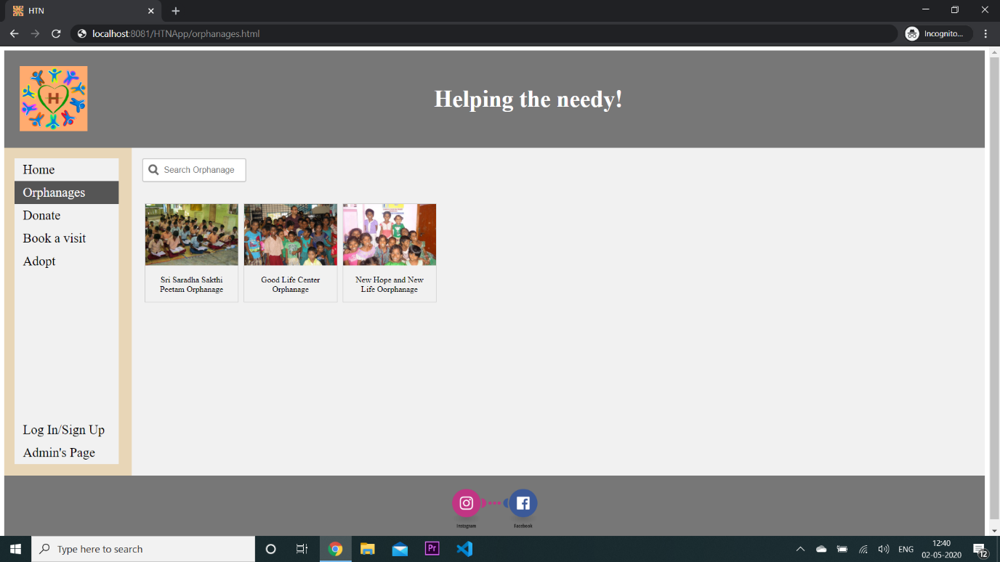 HTN
localhost:8081/HTNApp/orphanages.html
Incognito...
H
Helping the needy!
Home
Orphanages
Donate
Book a visit
Adopt
Log In/Sign Up
Admin's Page
Search Orphanage
Sri Saradha Sakthi
Peetam Orphanage
Good Life Center
Orphanage
New Hope and New
Life Oorphanage
Instagram
Facebook
Type here to search
Pr
ENG
12:40
02-05-2020
12